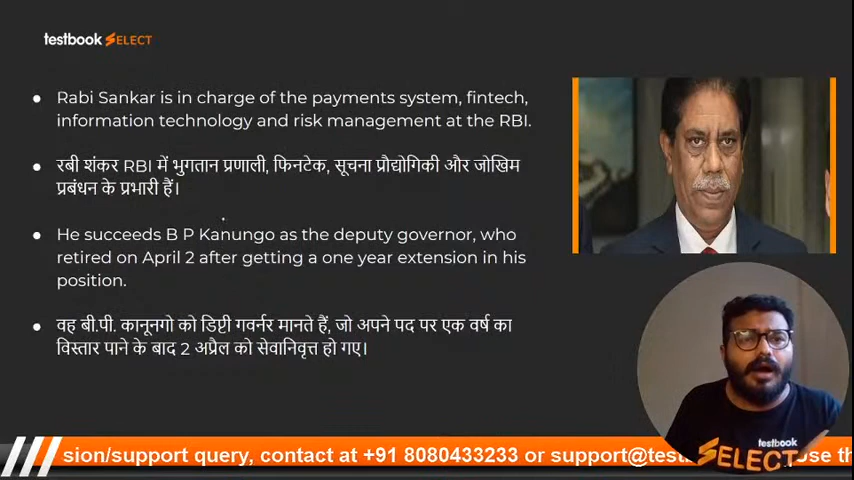 testbook SELECT
● Rabi Sankar is in charge of the payments system, fintech,
information technology and risk management at the RBI.
● रबी शंकर RBI में भुगतान प्रणाली, फिनटेक, सूचना प्रौद्योगिकी और जोखिम
प्रबंधन के प्रभारी हैं।
● He succeeds B P Kanungo as the deputy governor, who
retired on April 2 after getting a one year extension in his
position.
● वह बी.पी. कानूनगो को डिप्टी गवर्नर मानते हैं, जो अपने पद पर एक वर्ष का
विस्तार पाने के बाद 2 अप्रैल को सेवानिवृत्त हो गए।
testbook
SELECT
sion/support query, contact at +91 8080433233 or support@test